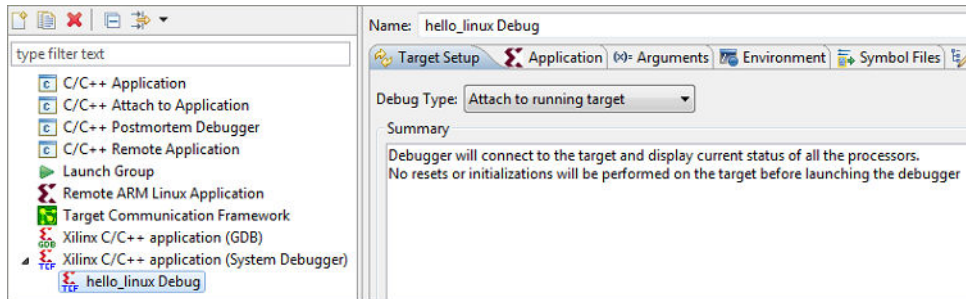 Name: hello_linux Debug
type filter text
Target Setup Application (x)= Arguments Environment Symbol Files
C/C++ Application
C/C++ Attach to Application
C/C++ Postmortem Debugger
C/C++ Remote Application
Launch Group
Remote ARM Linux Application
Target Communication Framework
GDB Xilinx C/C++ application (GDB)
TCF Xilinx C/C++ application (System Debugger)
TCF hello_linux Debug
Debug Type: Attach to running target
Summary
Debugger will connect to the target and display current status of all the processors.
No resets or initializations will be performed on the target before launching the debugger